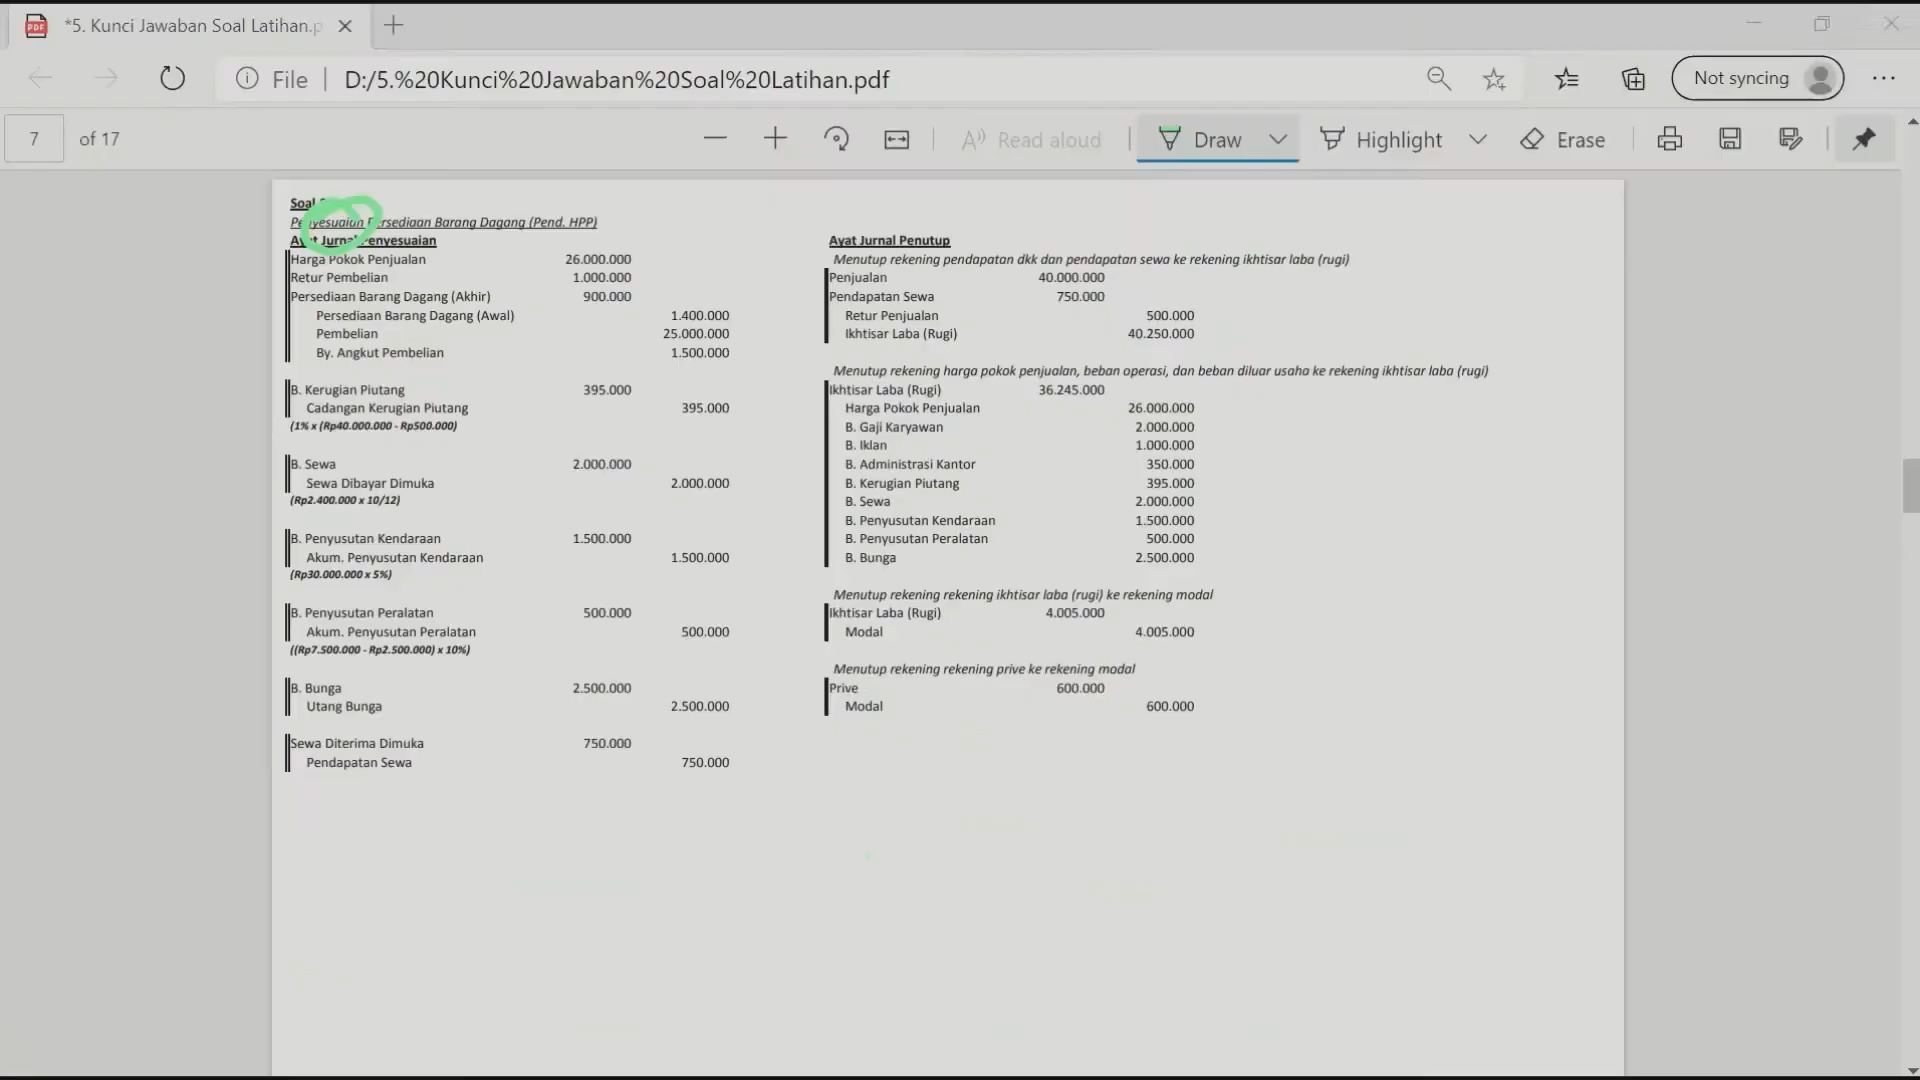 *5. Kunci Jawaban Soal Latihan.p
File | D:/5.%20Kunci%20Jawaban%20Soal%20Latihan.pdf
Not syncing
7 of 17
Read aloud
Draw
Highlight
Erase
Soal
Penyesuaian Persediaan Barang Dagang (Pend. HPP)
Ayat Jurnal Penyesuaian
Harga Pokok Penjualan 26.000.000
Retur Pembelian 1.000.000
Persediaan Barang Dagang (Akhir) 900.000
Persediaan Barang Dagang (Awal) 1.400.000
Pembelian 25.000.000
By. Angkut Pembelian 1.500.000
B. Kerugian Piutang 395.000
Cadangan Kerugian Piutang 395.000
(1% x (Rp40.000.000 - Rp500.000)
B. Sewa 2.000.000
Sewa Dibayar Dimuka 2.000.000
(Rp2.400.000 x 10/12)
B. Penyusutan Kendaraan 1.500.000
Akum. Penyusutan Kendaraan 1.500.000
(Rp30.000.000 x 5%)
B. Penyusutan Peralatan 500.000
Akum. Penyusutan Peralatan 500.000
((Rp7.500.000 - Rp2.500.000) x 10%)
B. Bunga 2.500.000
Utang Bunga 2.500.000
Sewa Diterima Dimuka 750.000
Pendapatan Sewa 750.000
Ayat Jurnal Penutup
Menutup rekening pendapatan dkk dan pendapatan sewa ke rekening ikhtisar laba (rugi)
Penjualan 40.000.000
Pendapatan Sewa 750.000
Retur Penjualan 500.000
Ikhtisar Laba (Rugi) 40.250.000
Menutup rekening harga pokok penjualan, beban operasi, dan beban diluar usaha ke rekening ikhtisar laba (rugi)
Ikhtisar Laba (Rugi) 36.245.000
Harga Pokok Penjualan 26.000.000
B. Gaji Karyawan 2.000.000
B. Iklan 1.000.000
B. Administrasi Kantor 350.000
B. Kerugian Piutang 395.000
B. Sewa 2.000.000
B. Penyusutan Kendaraan 1.500.000
B. Penyusutan Peralatan 500.000
B. Bunga 2.500.000
Menutup rekening rekening ikhtisar laba (rugi) ke rekening modal
Ikhtisar Laba (Rugi) 4.005.000
Modal 4.005.000
Menutup rekening rekening prive ke rekening modal
Prive 600.000
Modal 600.000